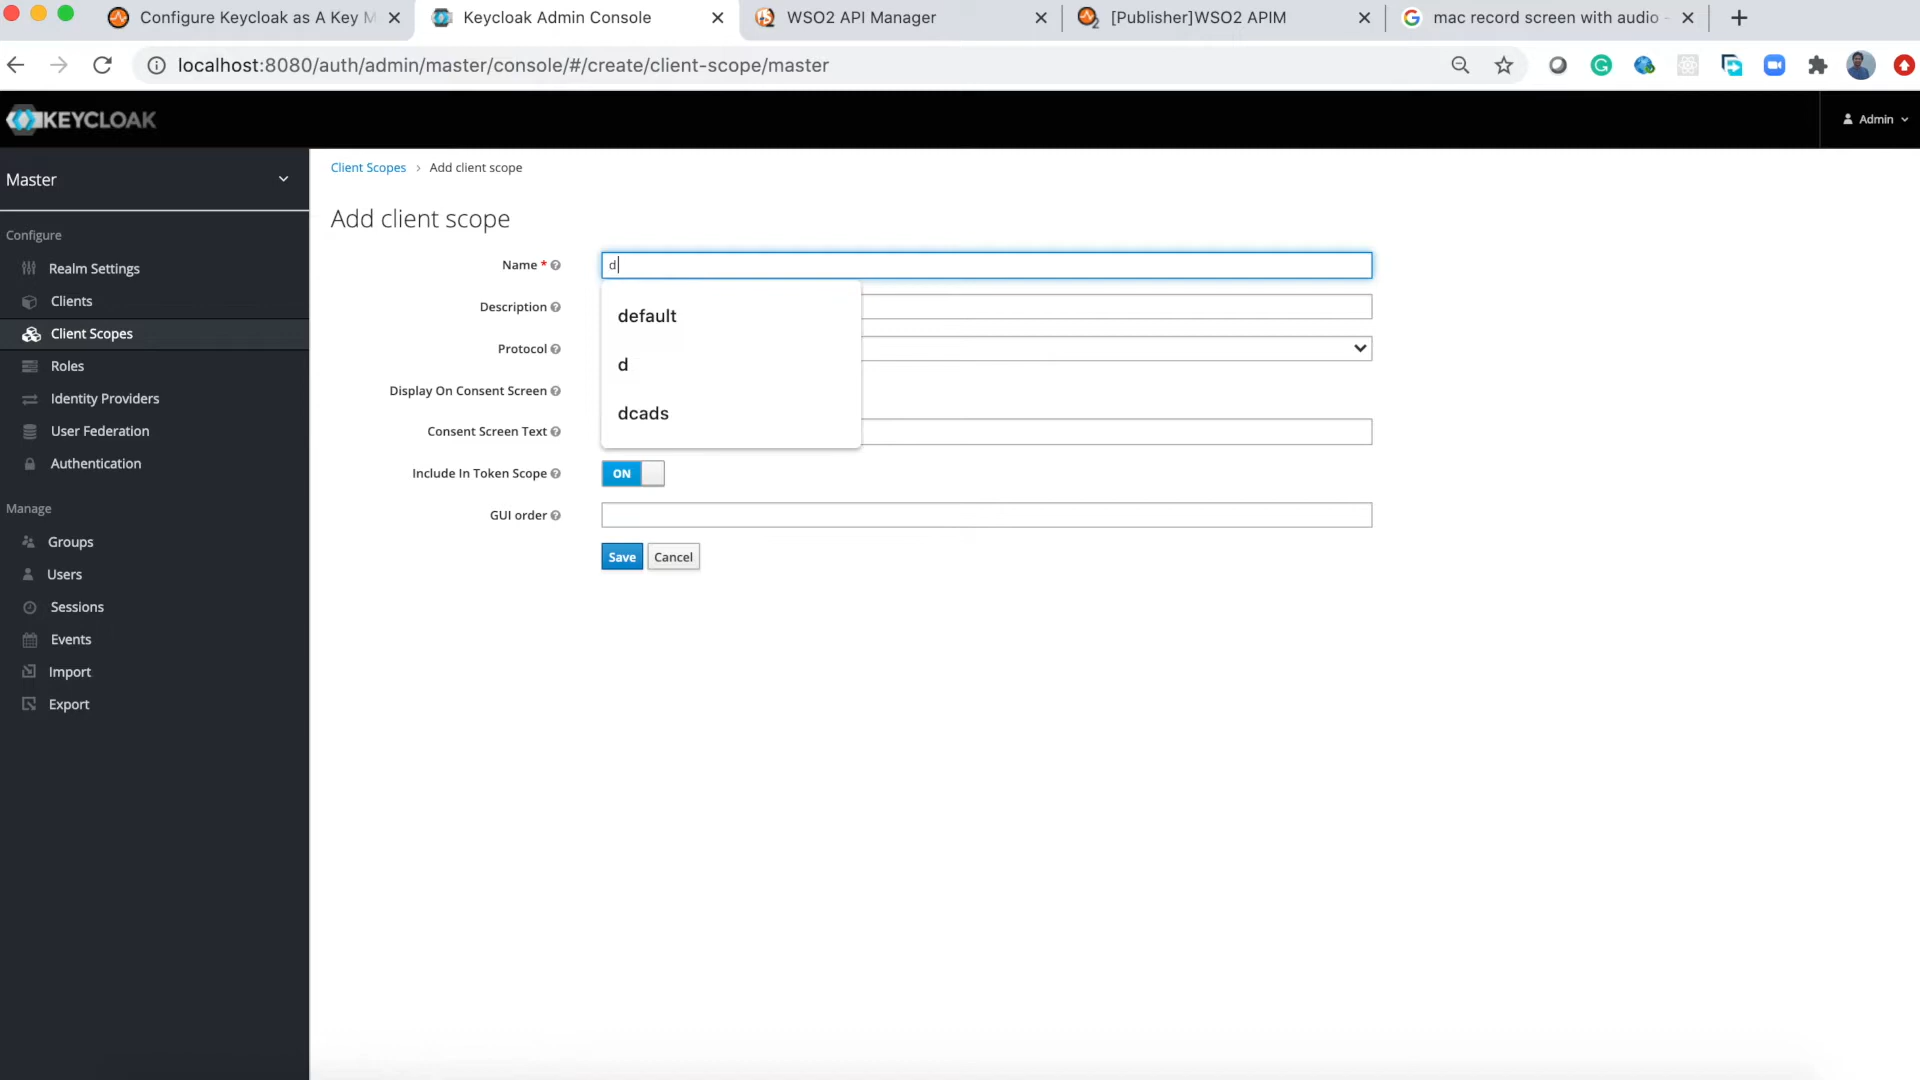 Configure Keycloak as A Key M
Keycloak Admin Console
WSO2 API Manager
[Publisher]WSO2 APIM
mac record screen with audio -
localhost:8080/auth/admin/master/console/#/create/client-scope/master
KEYCLOAK
Admin
Master
Client Scopes > Add client scope
Add client scope
Configure
Realm Settings
Clients
Client Scopes
Roles
Identity Providers
User Federation
Authentication
Manage
Groups
Users
Sessions
Events
Import
Export
Name *
d
Description
Protocol
Display On Consent Screen
Consent Screen Text
Include In Token Scope
ON
GUI order
default
d
dcads
Save
Cancel